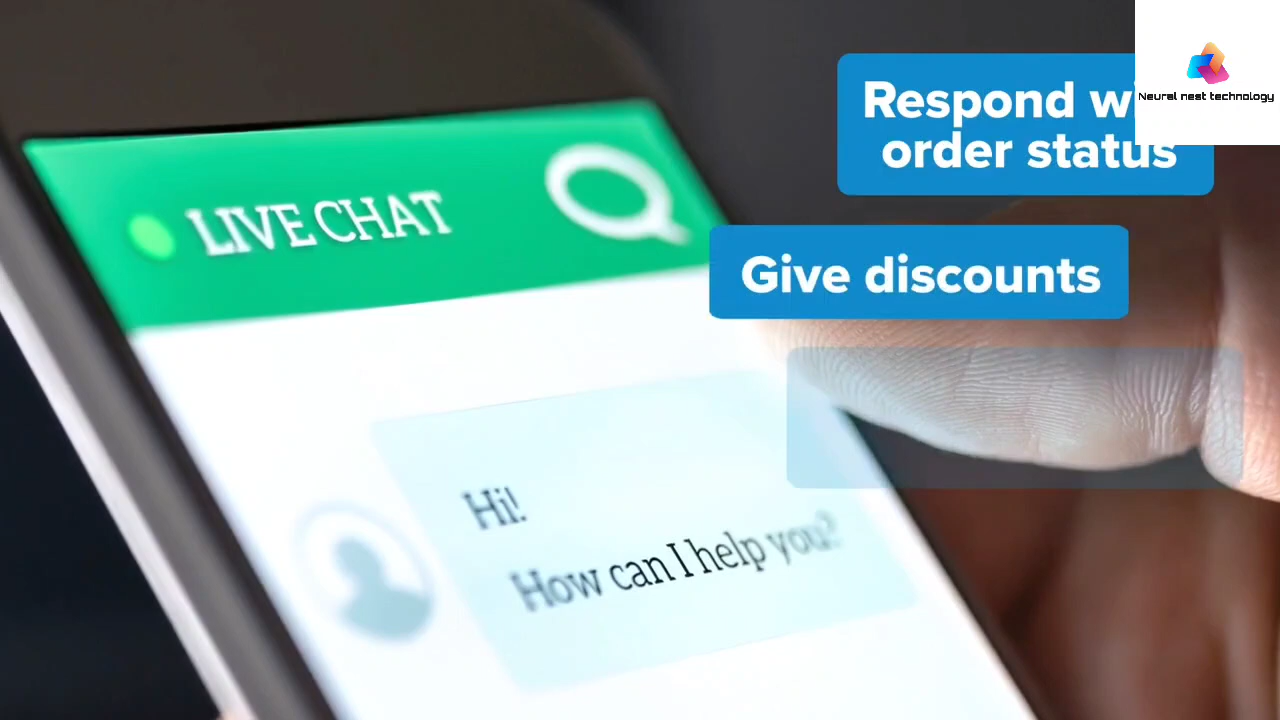 Neural nest technology
Respond
order status
Give discounts
LIVE CHAT
Hi!
How can I help you?